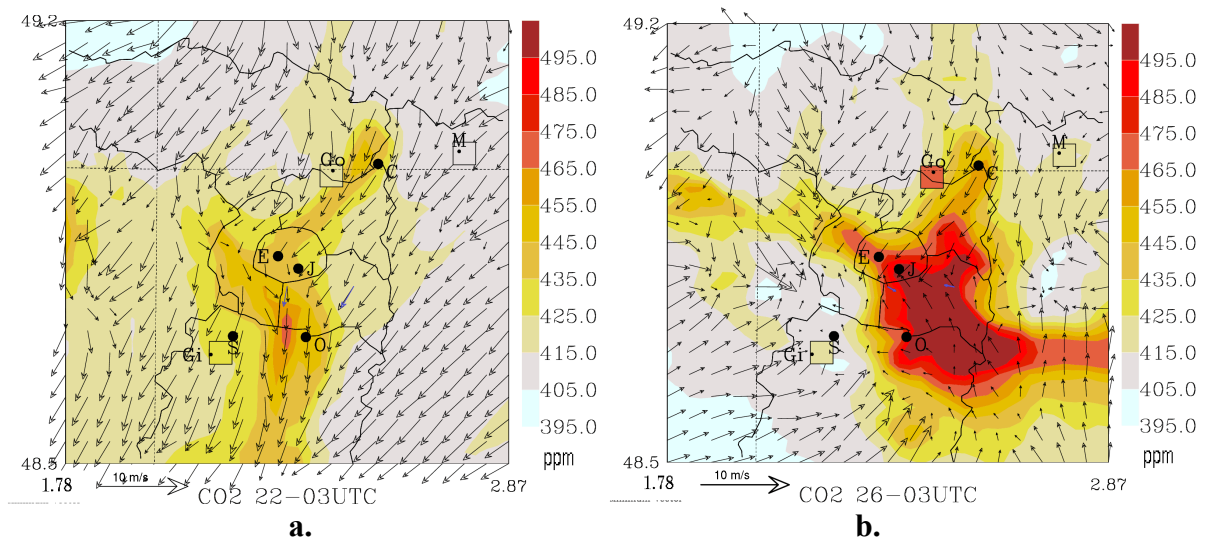 49.2
495.0
485.0
475.0
465.0
455.0
445.0
435.0
425.0
415.0
405.0
395.0
ppm
M
Go
C
E
J
Gi
S
O
48.5
1.78
10 m/s
CO2 22-03UTC
2.87
a.
49.2
495.0
485.0
475.0
465.0
455.0
445.0
435.0
425.0
415.0
405.0
395.0
ppm
M
Go
C
E
J
Gi
S
O
48.5
1.78
10 m/s
CO2 26-03UTC
2.87
b.